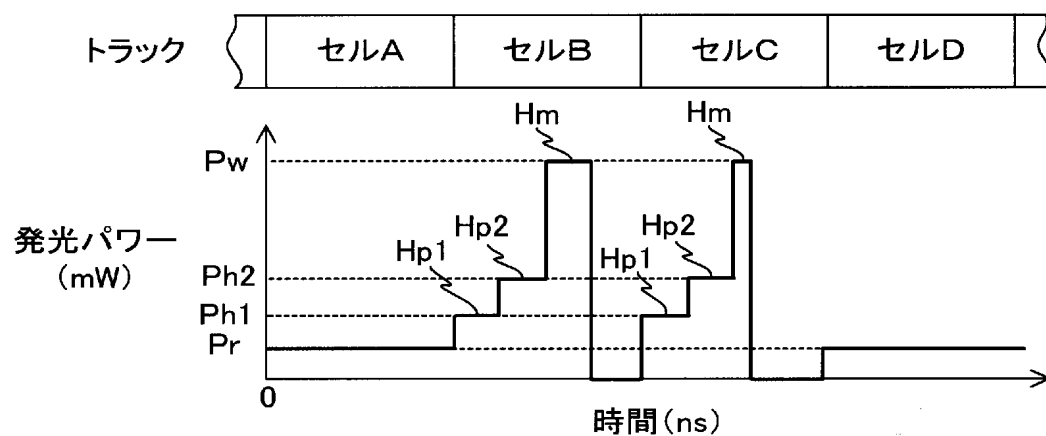 トラック
セルA
セルB
セルC
セルD
Hm
Hm
Pw
発光パワー
(mW)
Hp1
Hp2
Hp1
Hp2
Ph2
Ph1
Pr
0
時間(ns)